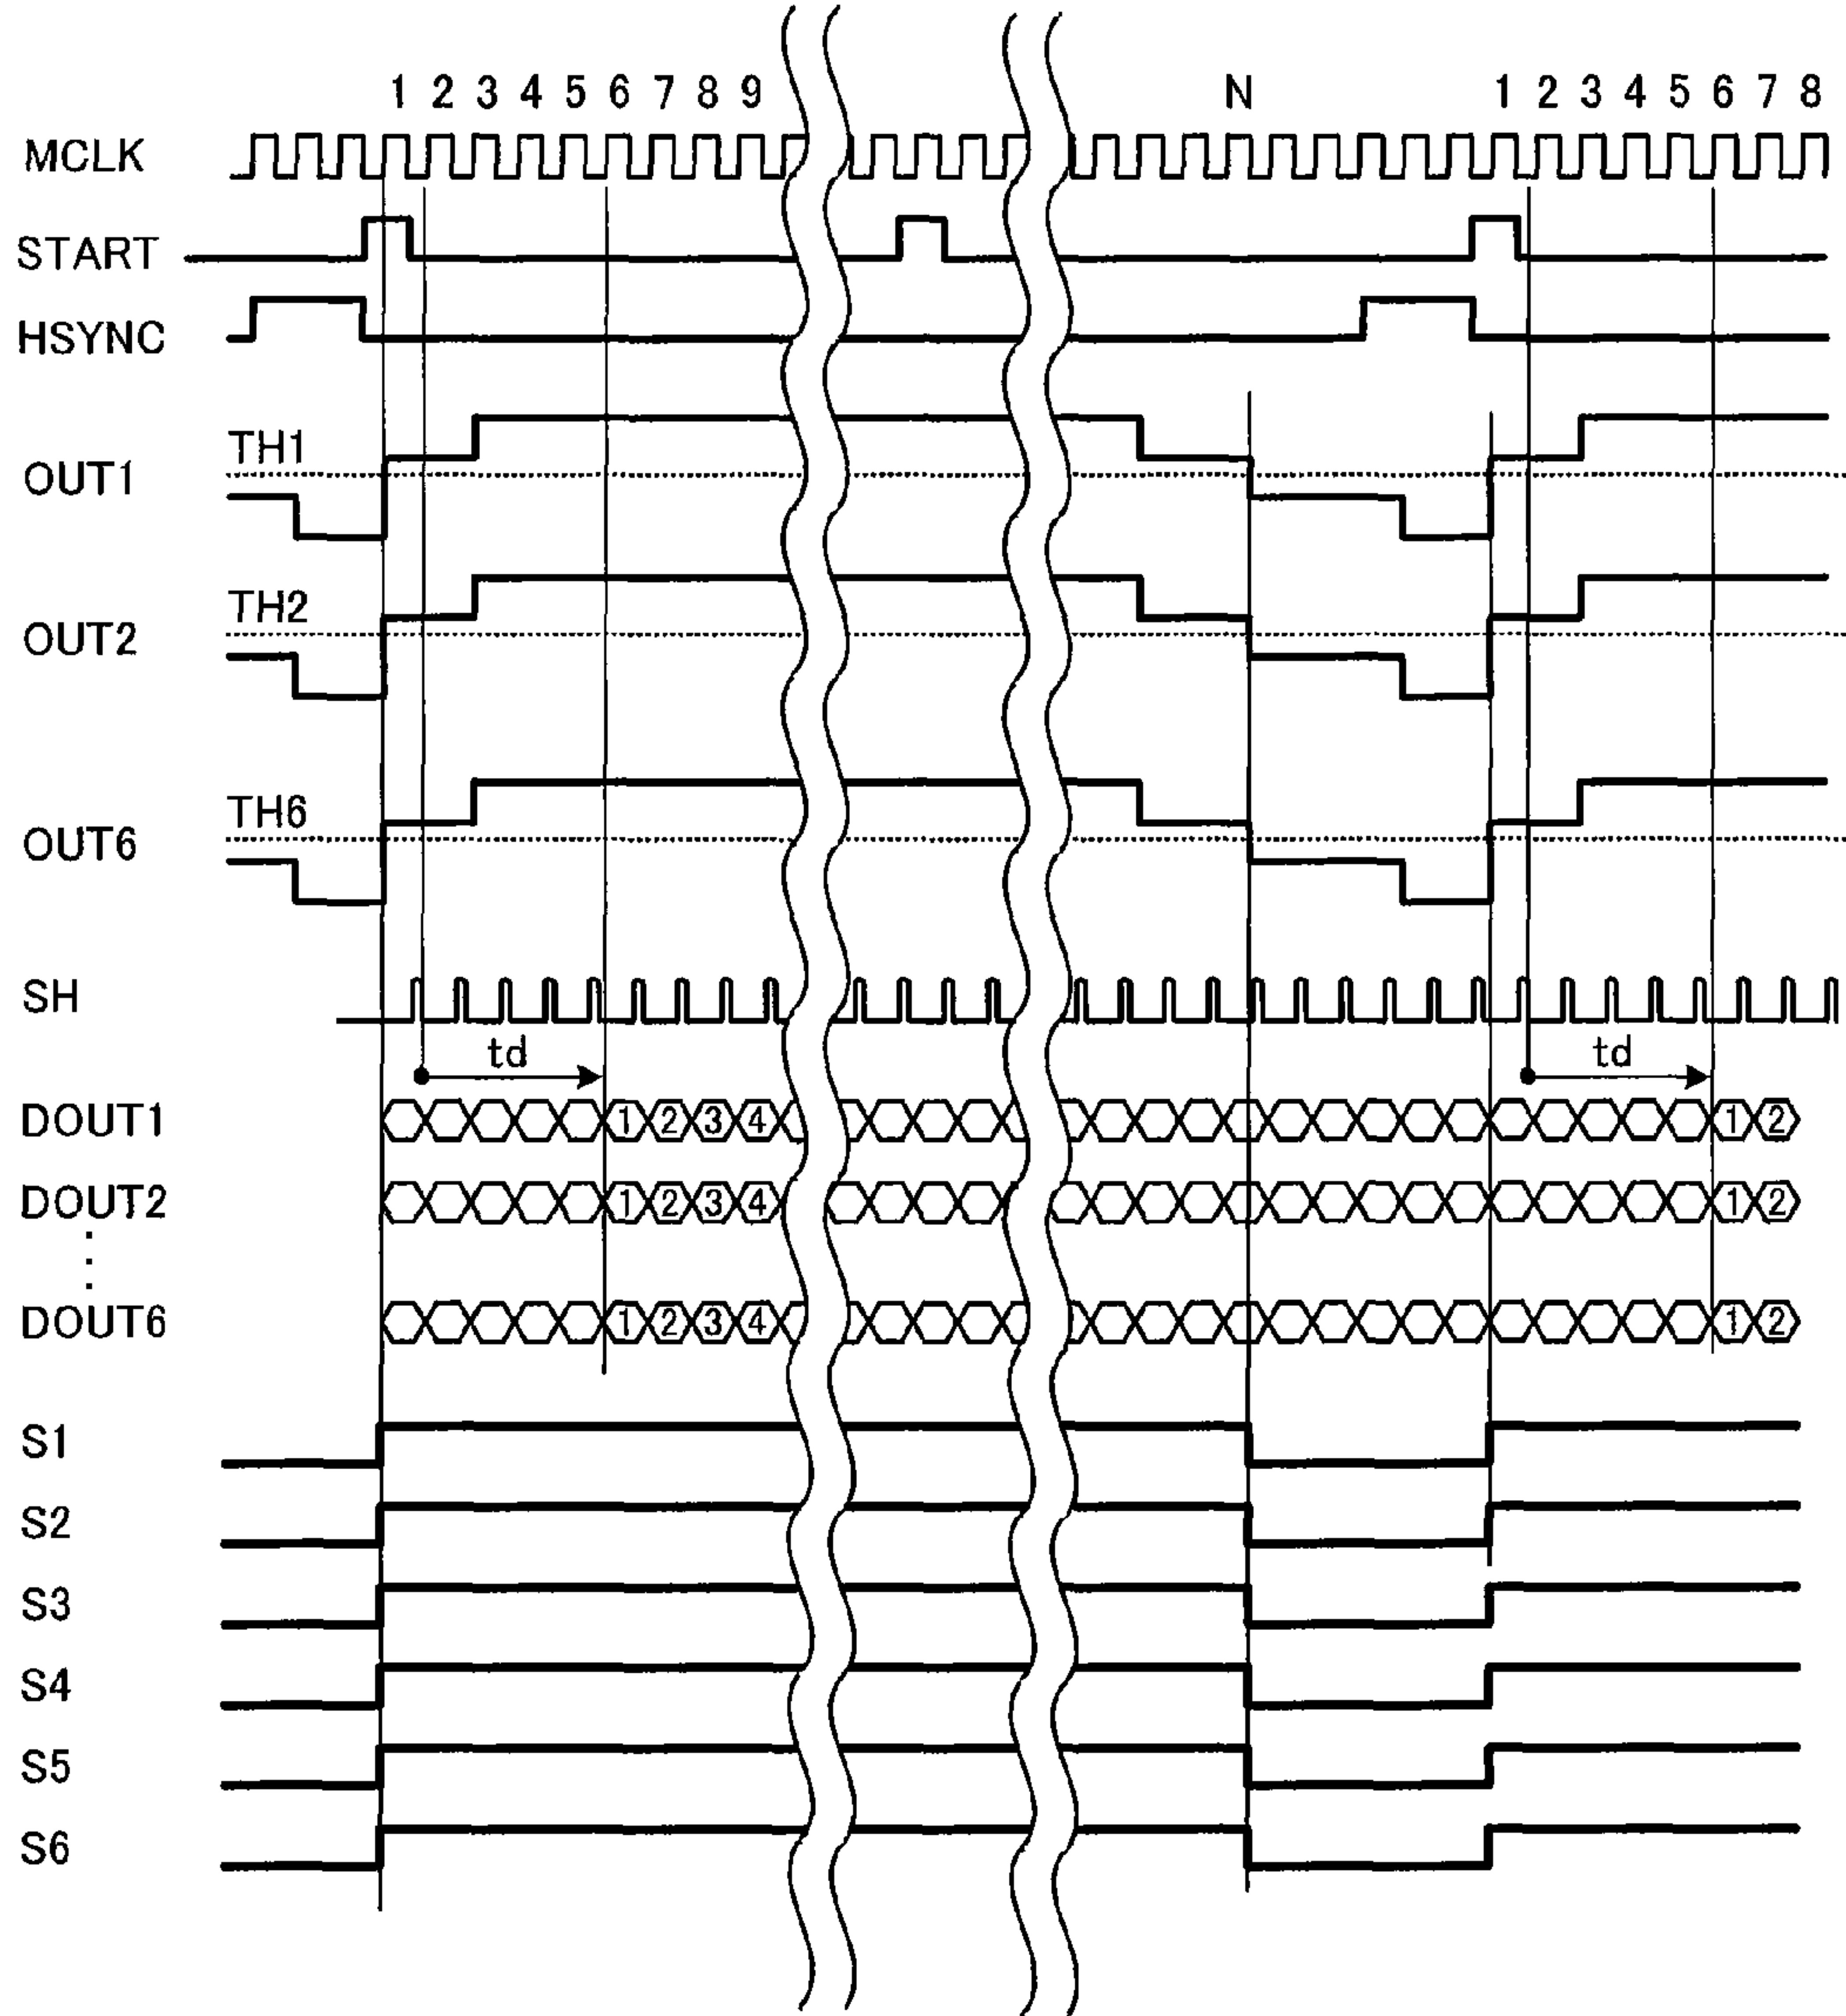 1 2 3 4 5 6 7 8 9 N 1 2 3 4 5 6 7 8
MCLK
START
HSYNC
TH1
OUT1
TH2
OUT2
TH6
OUT6
SH
td td
DOUT1 1 2 3 4 1 2
DOUT2 1 2 3 4 1 2
DOUT6 1 2 3 4 1 2
S1
S2
S3
S4
S5
S6